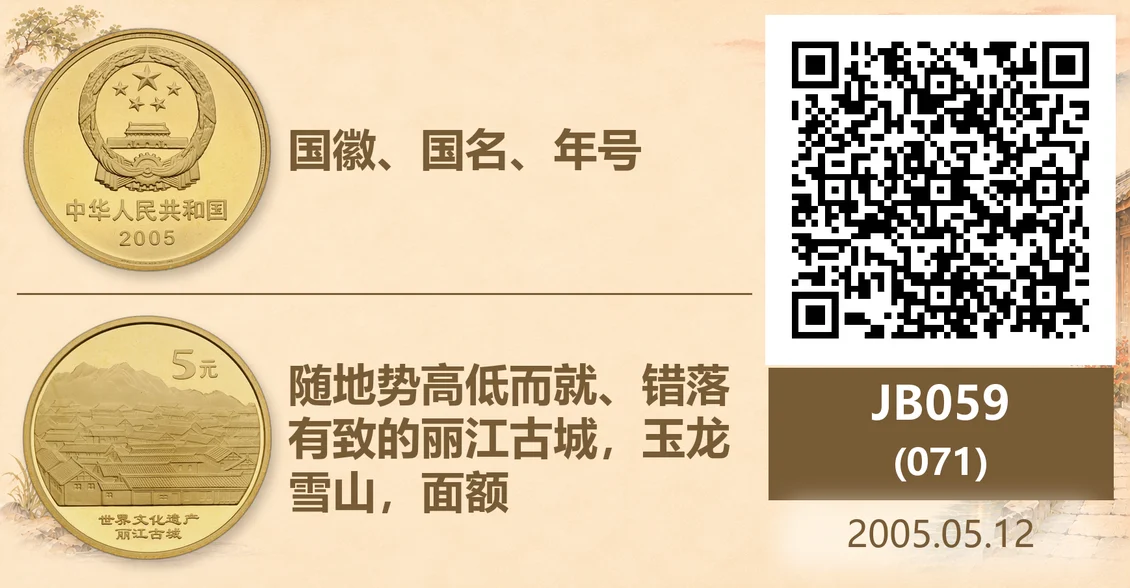 中华人民共和国
2005
国徽、国名、年号
5元
世界文化遗产
丽江古城
随地势高低而就、错落
有致的丽江古城，玉龙
雪山，面额
JB059
(071)
2005.05.12